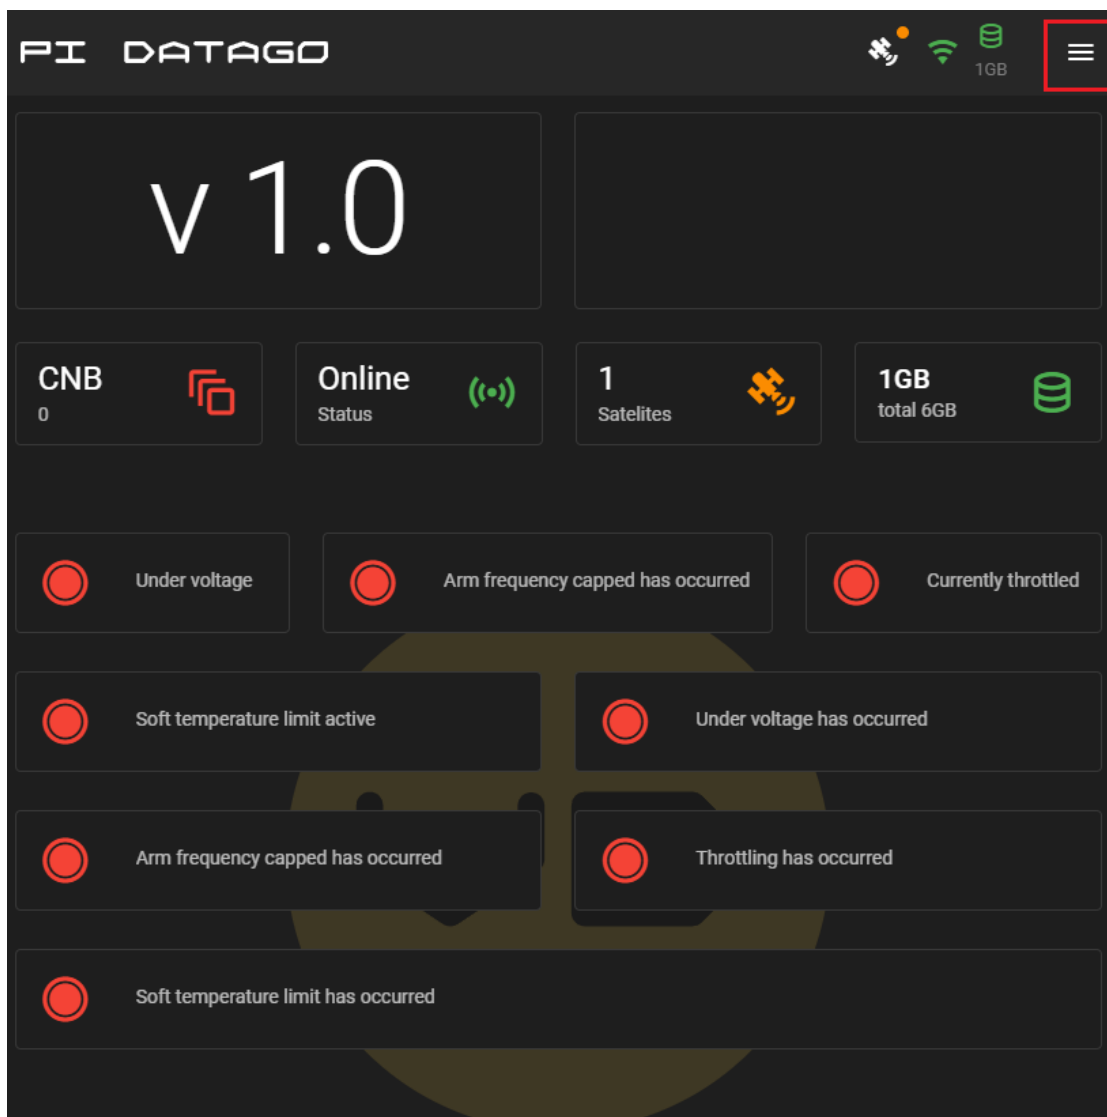 PI DATAGO
1GB
v 1.0
CNB
0
Online
Status
1
Satelites
1GB
total 6GB
Under voltage
Arm frequency capped has occurred
Currently throttled
Soft temperature limit active
Under voltage has occurred
Arm frequency capped has occurred
Throttling has occurred
Soft temperature limit has occurred